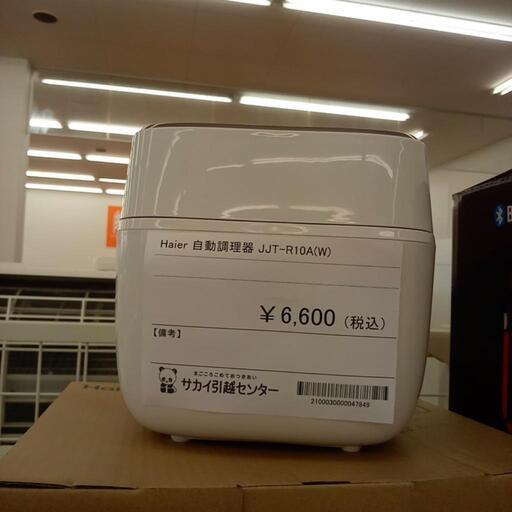 Haier 自動調理器 JJT-R10A(W)
￥6,600（税込）
【備考】
まごころこめておつきあい
サカイ引越センター
2100030000047849